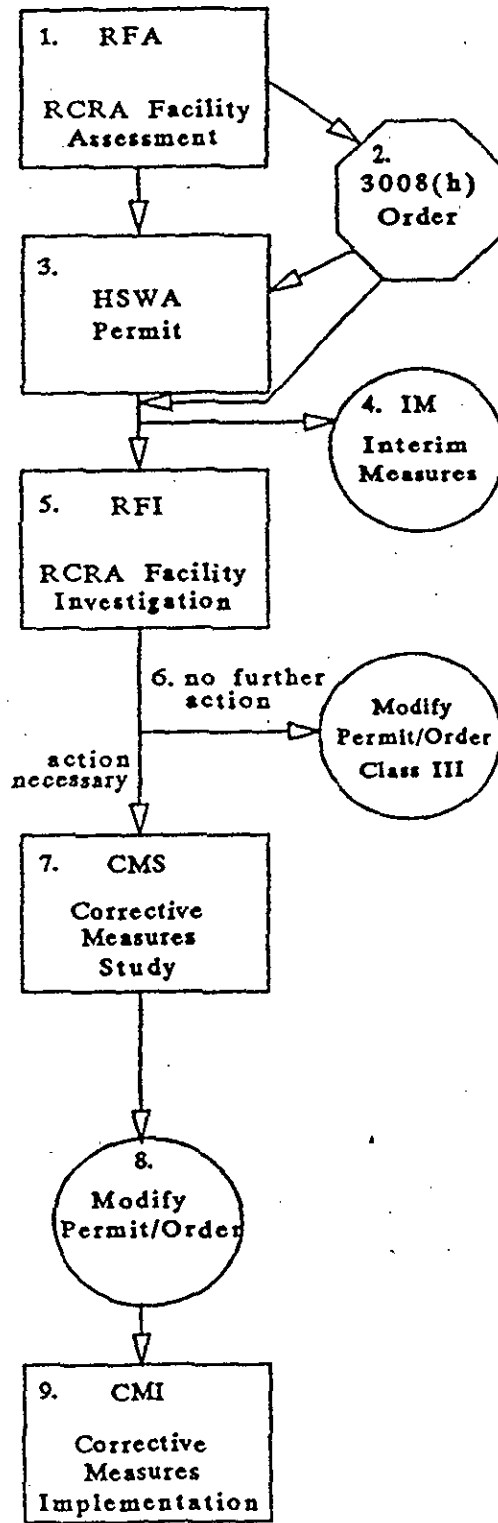 1. RFA
RCRA Facility
Assessment
2.
3008(h)
Order
3.
HSWA
Permit
4. IM
Interim
Measures
5. RFI
RCRA Facility
Investigation
6. no further
action
Modify
Permit/Order
Class III
action
necessary
7. CMS
Corrective
Measures
Study
8.
Modify
Permit/Order
9. CMI
Corrective
Measures
Implementation